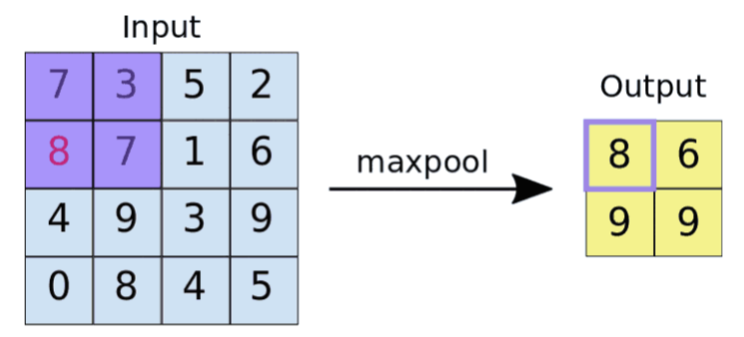 Input
7 3 5 2
8 7 1 6
4 9 3 9
0 8 4 5
maxpool
Output
8 6
9 9